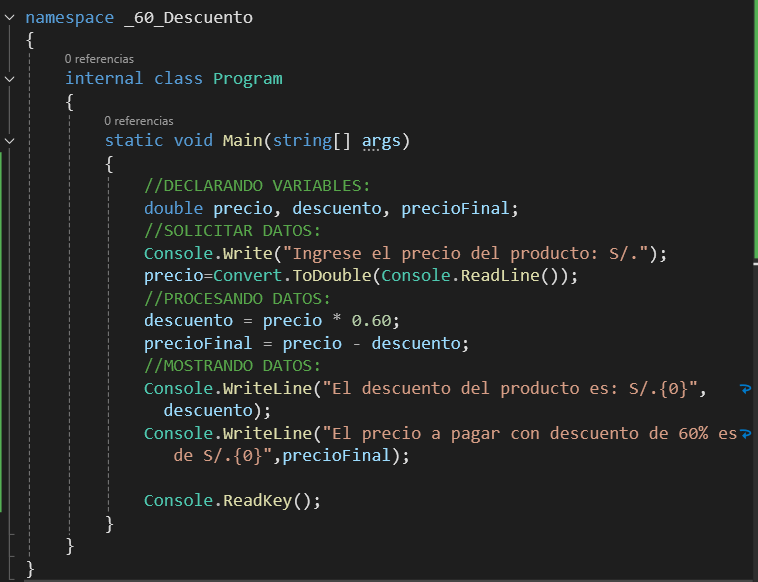 namespace _60_Descuento
{
0 referencias
internal class Program
{
0 referencias
static void Main(string[] args)
{
//DECLARANDO VARIABLES:
double precio, descuento, precioFinal;
//SOLICITAR DATOS:
Console.Write("Ingrese el precio del producto: S/.");
precio=Convert.ToDouble(Console.ReadLine());
//PROCESANDO DATOS:
descuento = precio * 0.60;
precioFinal = precio - descuento;
//MOSTRANDO DATOS:
Console.WriteLine("El descuento del producto es: S/.{0}",
descuento);
Console.WriteLine("El precio a pagar con descuento de 60% es
de S/.{0}",precioFinal);
Console.ReadKey();
}
}
}